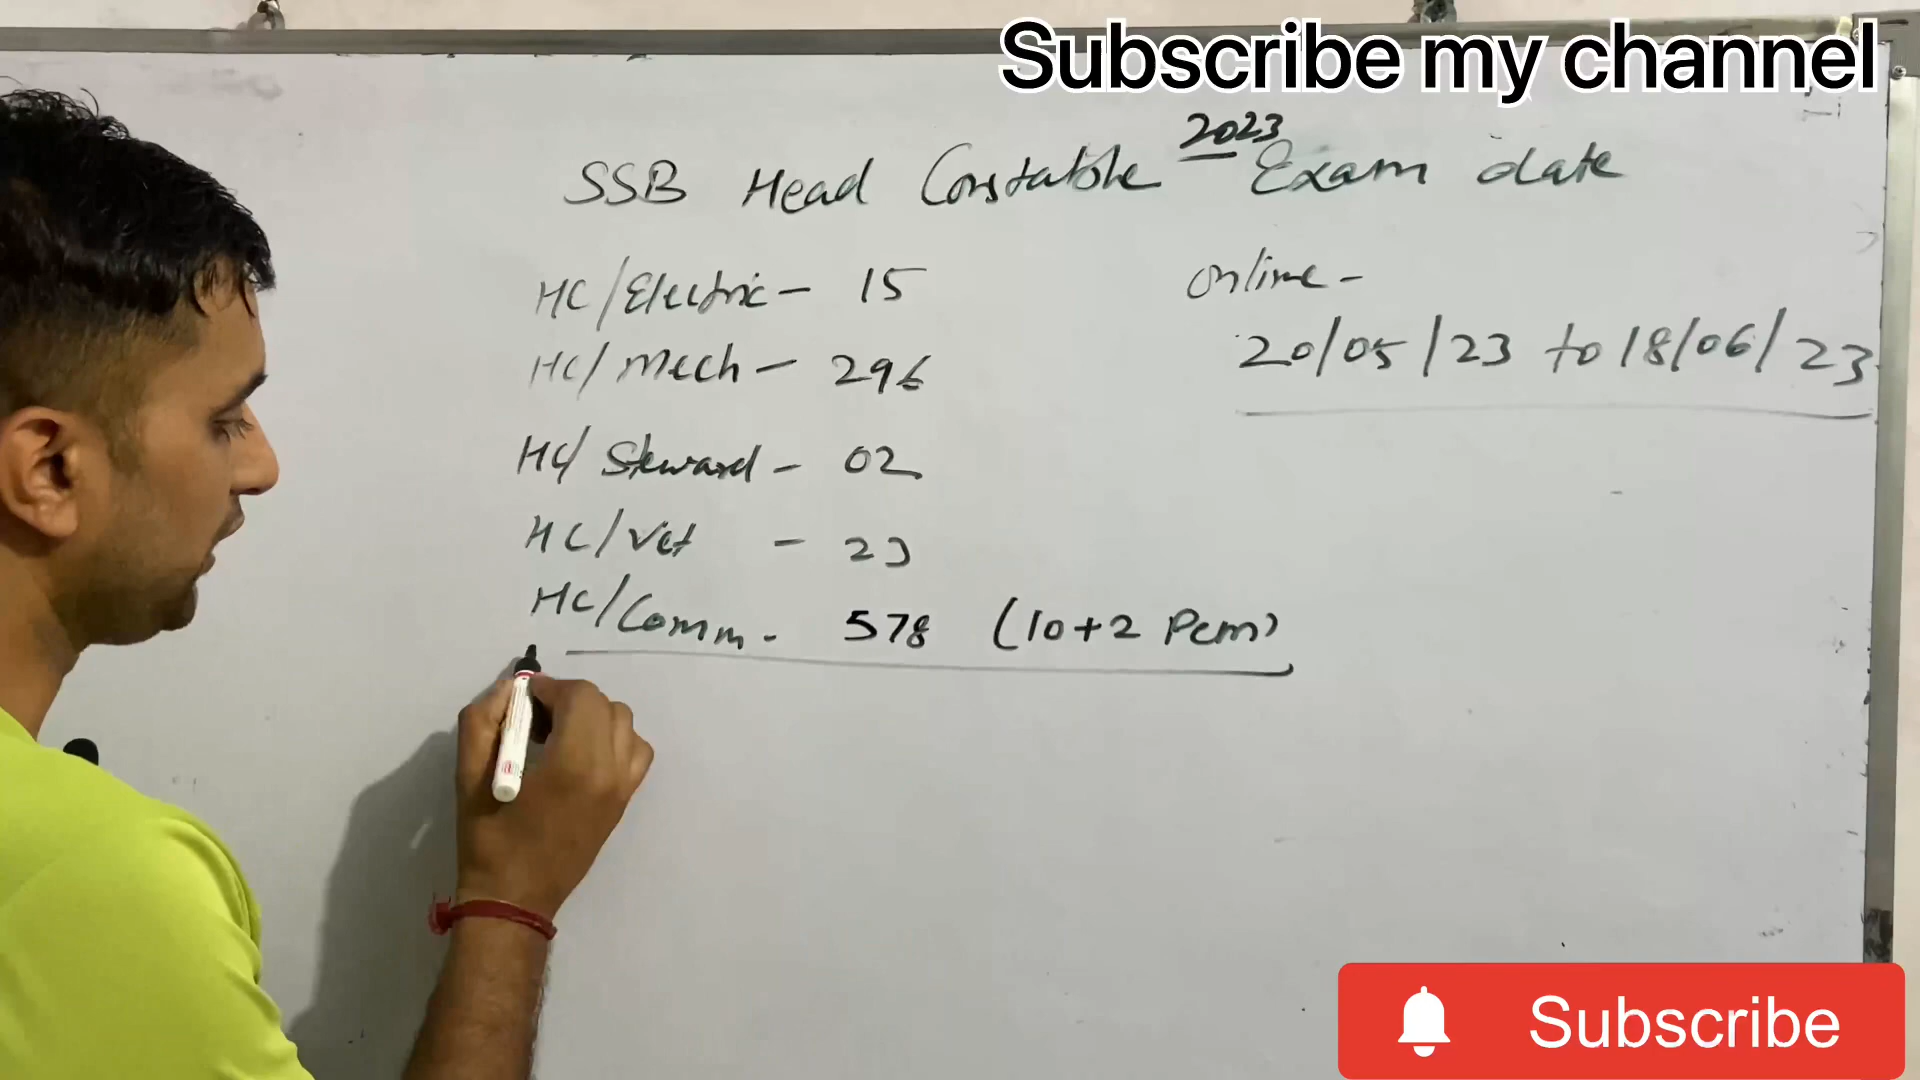 Subscribe my channel
2023
SSB Head Constable Exam date
HC/Electric - 15
Online -
20/05/23 to 18/06/23
HC/Mech - 296
HC/ Steward - 02
HC/Vet - 23
HC/Comm. - 578 (10+2 PCM)
Subscribe